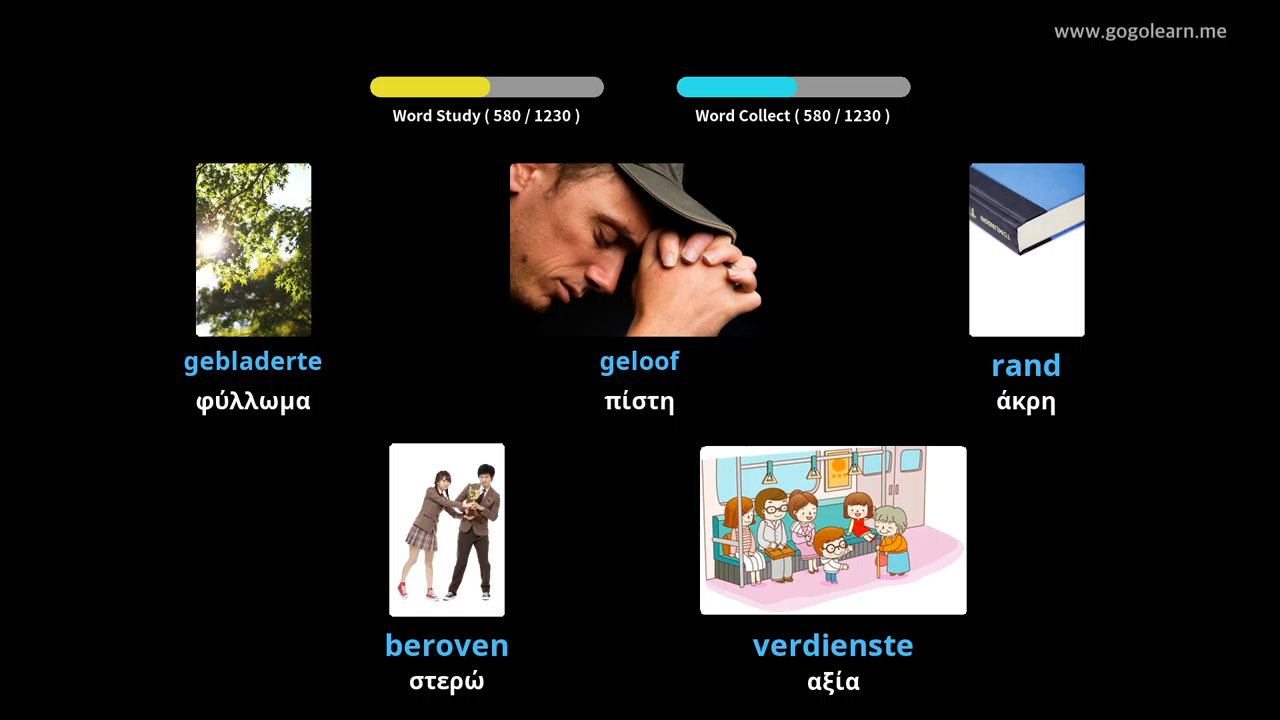 www.gogolearn.me
Word Study ( 580 / 1230 )
Word Collect ( 580 / 1230 )
TOMLINSON
gebladerte
geloof
rand
φύλλωμα
πίστη
άκρη
beroven
verdienste
στερώ
αξία